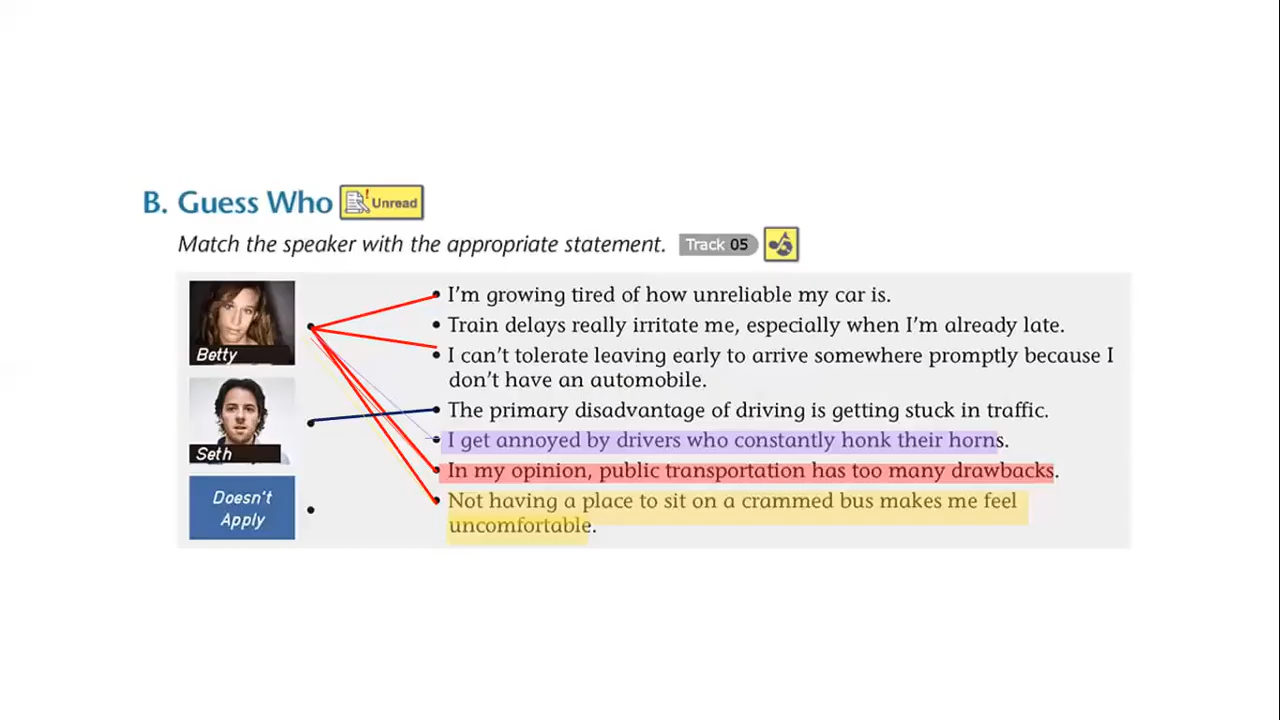 B. Guess Who
Unread
Match the speaker with the appropriate statement. Track 05
Betty
Seth
Doesn't
Apply
I'm growing tired of how unreliable my car is.
Train delays really irritate me, especially when I'm already late.
I can't tolerate leaving early to arrive somewhere promptly because I
don't have an automobile.
The primary disadvantage of driving is getting stuck in traffic.
I get annoyed by drivers who constantly honk their horns.
In my opinion, public transportation has too many drawbacks.
Not having a place to sit on a crammed bus makes me feel
uncomfortable.